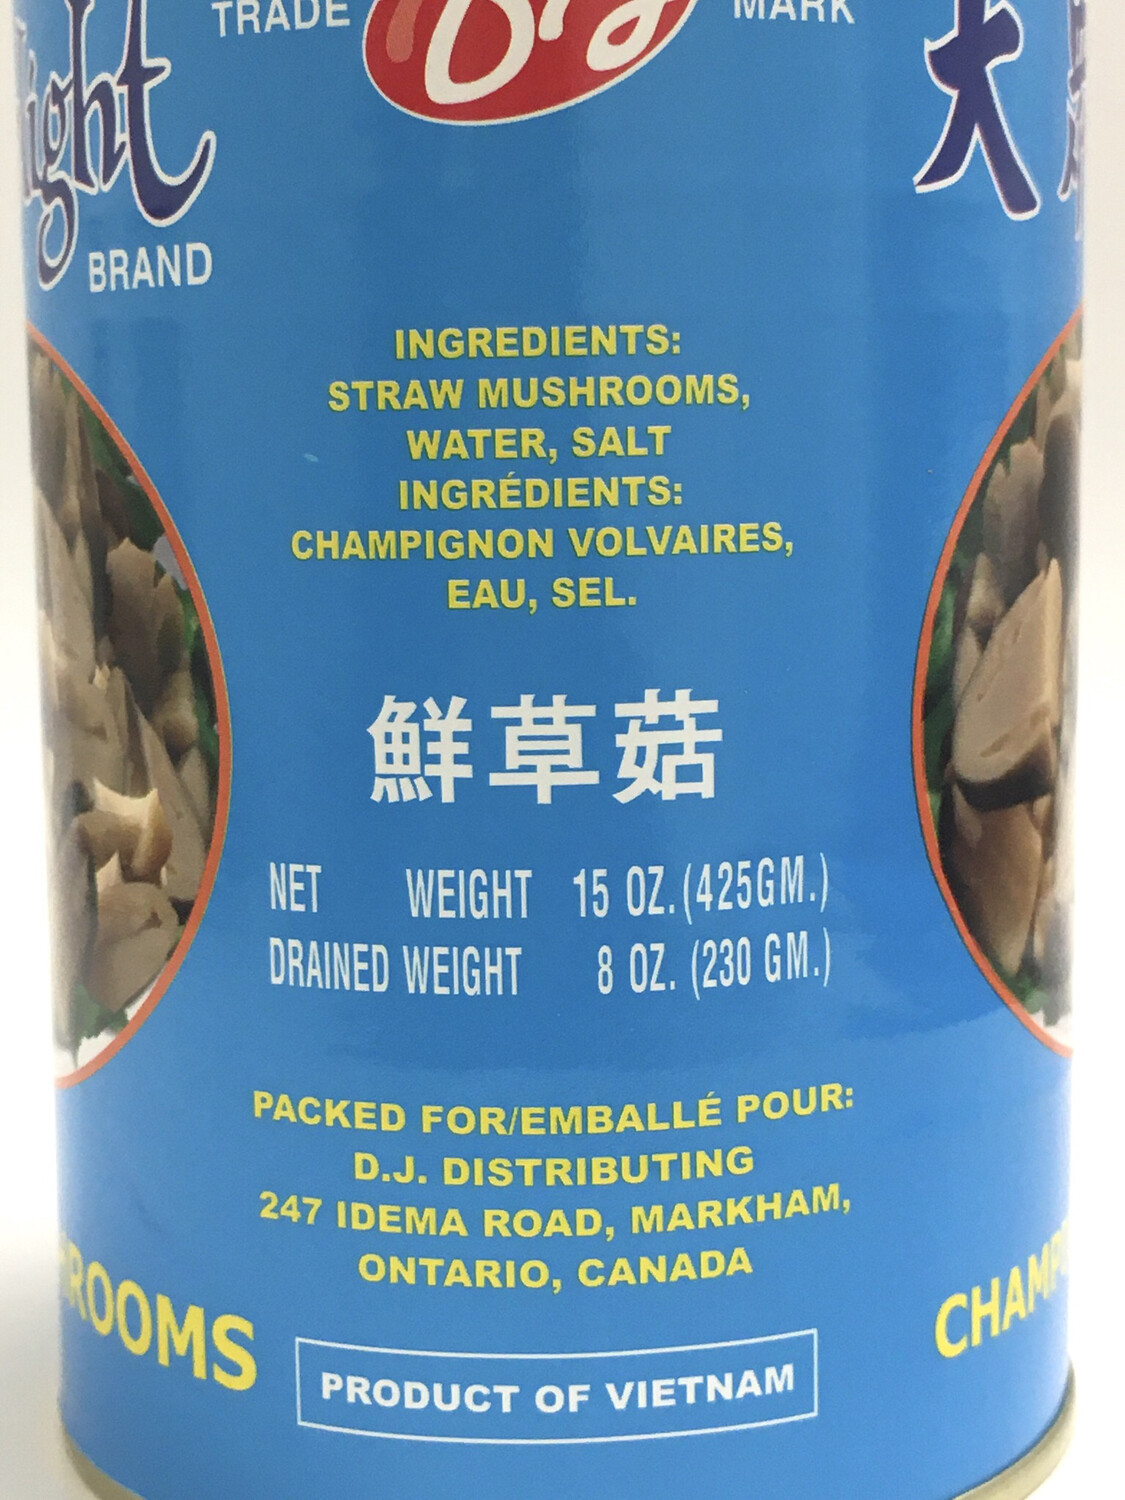 TRADE
MARK
BRAND
大
INGREDIENTS:
STRAW MUSHROOMS,
WATER, SALT
INGRÉDIENTS:
CHAMPIGNON VOLVAIRES,
EAU, SEL.
鮮草菇
NET WEIGHT 15 OZ.(425GM.)
DRAINED WEIGHT 8 OZ. (230 GM.)
PACKED FOR/EMBALLÉ POUR:
D.J. DISTRIBUTING
247 IDEMA ROAD, MARKHAM,
ONTARIO, CANADA
PRODUCT OF VIETNAM